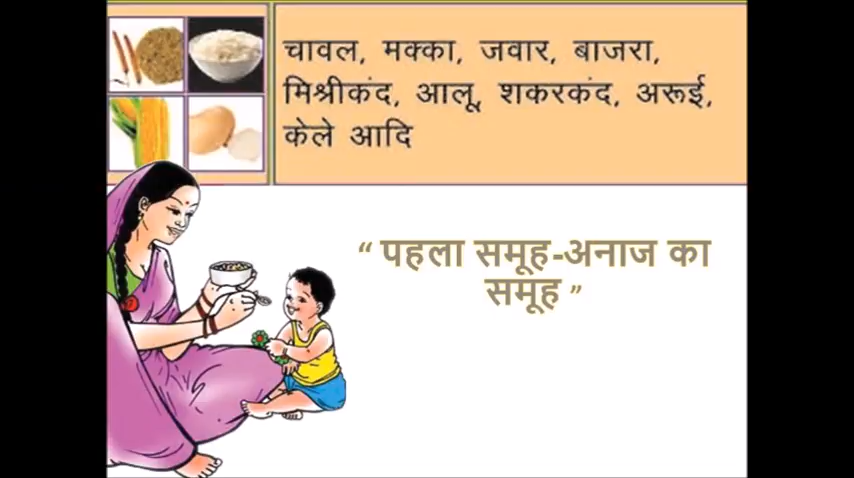 चावल, मक्का, जवार, बाजरा,
मिश्रीकंद, आलू, शकरकंद, अरूई,
केले आदि
“ पहला समूह-अनाज का
समूह ”